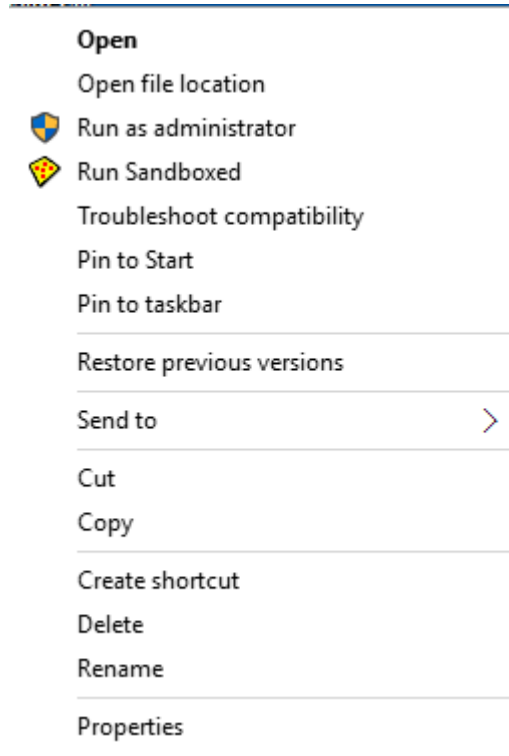 Open
Open file location
Run as administrator
Run Sandboxed
Troubleshoot compatibility
Pin to Start
Pin to taskbar
Restore previous versions
Send to
Cut
Copy
Create shortcut
Delete
Rename
Properties